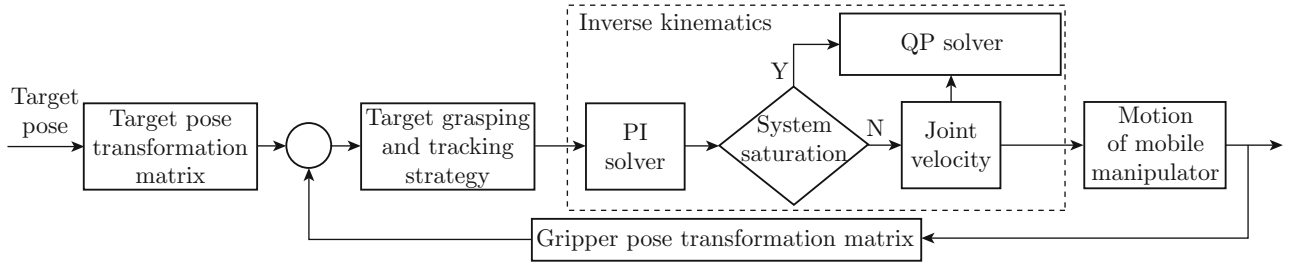 Inverse kinematics
QP solver
Y
Target
pose
Target pose
transformation
matrix
Target grasping
and tracking
strategy
PI
solver
System
saturation
N
Joint
velocity
Motion
of mobile
manipulator
Gripper pose transformation matrix